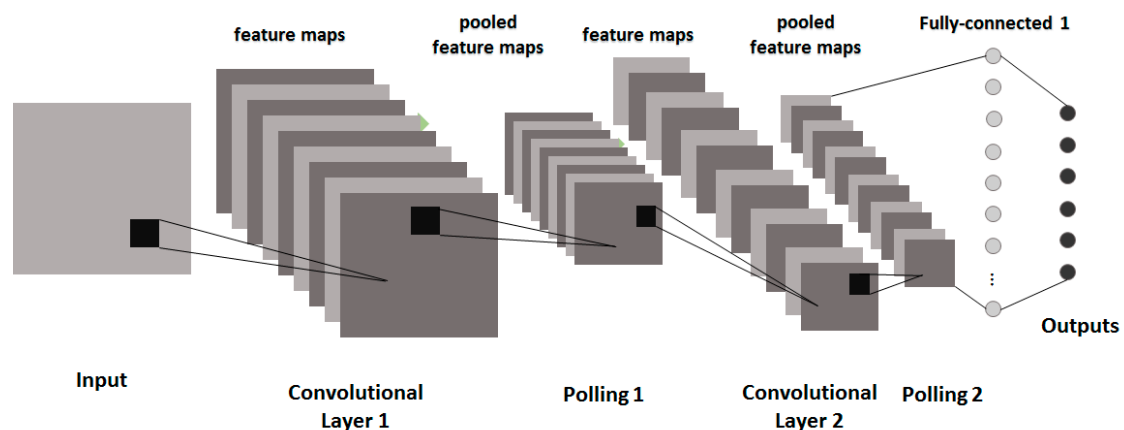 feature maps
pooled
feature maps
feature maps
pooled
feature maps
Fully-connected 1
...
Outputs
Input
Convolutional
Layer 1
Polling 1
Convolutional
Layer 2
Polling 2